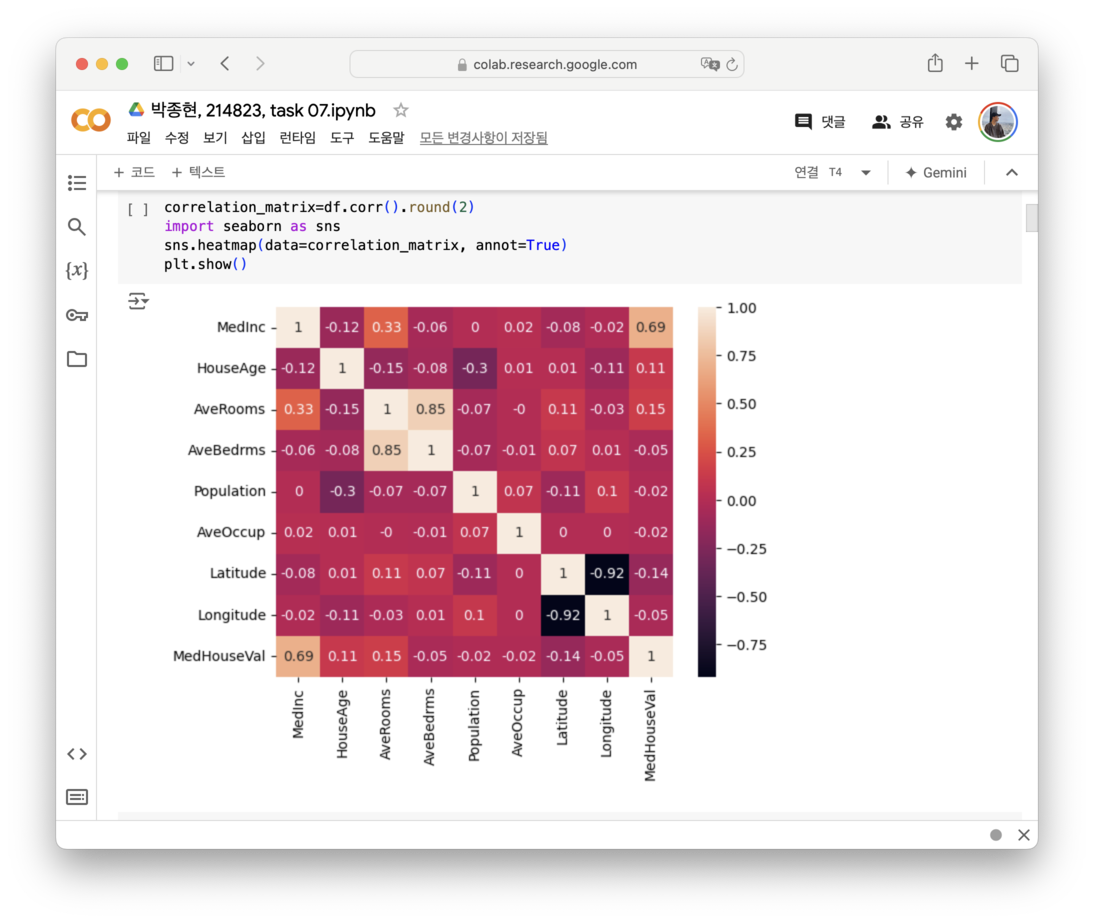 colab.research.google.com
박종현, 214823, task 07.ipynb
파일 수정 보기 삽입 런타임 도구 도움말 모든 변경사항이 저장됨
댓글 공유
+ 코드 + 텍스트
연결 T4 Gemini
[ ] correlation_matrix=df.corr().round(2)
import seaborn as sns
sns.heatmap(data=correlation_matrix, annot=True)
plt.show()
MedInc 1 -0.12 0.33 -0.06 0 0.02 -0.08 -0.02 0.69
HouseAge -0.12 1 -0.15 -0.08 -0.3 0.01 0.01 -0.11 0.11
AveRooms 0.33 -0.15 1 0.85 -0.07 -0 0.11 -0.03 0.15
AveBedrms -0.06 -0.08 0.85 1 -0.07 -0.01 0.07 0.01 -0.05
Population 0 -0.3 -0.07 -0.07 1 0.07 -0.11 0.1 -0.02
AveOccup 0.02 0.01 -0 -0.01 0.07 1 0 0 -0.02
Latitude -0.08 0.01 0.11 0.07 -0.11 0 1 -0.92 -0.14
Longitude -0.02 -0.11 -0.03 0.01 0.1 0 -0.92 1 -0.05
MedHouseVal 0.69 0.11 0.15 -0.05 -0.02 -0.02 -0.14 -0.05 1
MedInc
HouseAge
AveRooms
AveBedrms
Population
AveOccup
Latitude
Longitude
MedHouseVal
1.00
0.75
0.50
0.25
0.00
−0.25
−0.50
−0.75